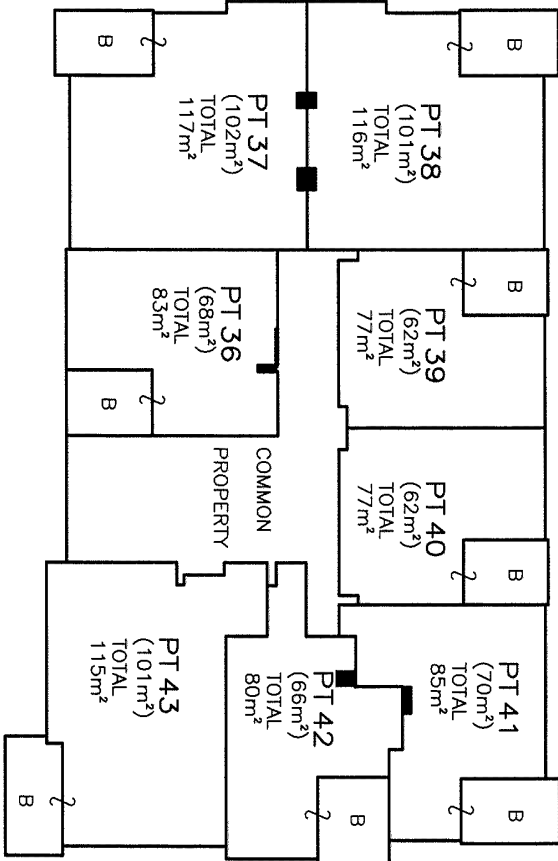 B
PT 37
(102m²)
TOTAL
117m²
PT 38
(101m²)
TOTAL
116m²
B
PT 36
(68m²)
TOTAL
83m²
B
PT 39
(62m²)
TOTAL
77m²
B
COMMON
PROPERTY
PT 40
(62m²)
TOTAL
77m²
B
PT 43
(101m²)
TOTAL
115m²
B
PT 42
(66m²)
TOTAL
80m²
B
PT 41
(70m²)
TOTAL
85m²
B